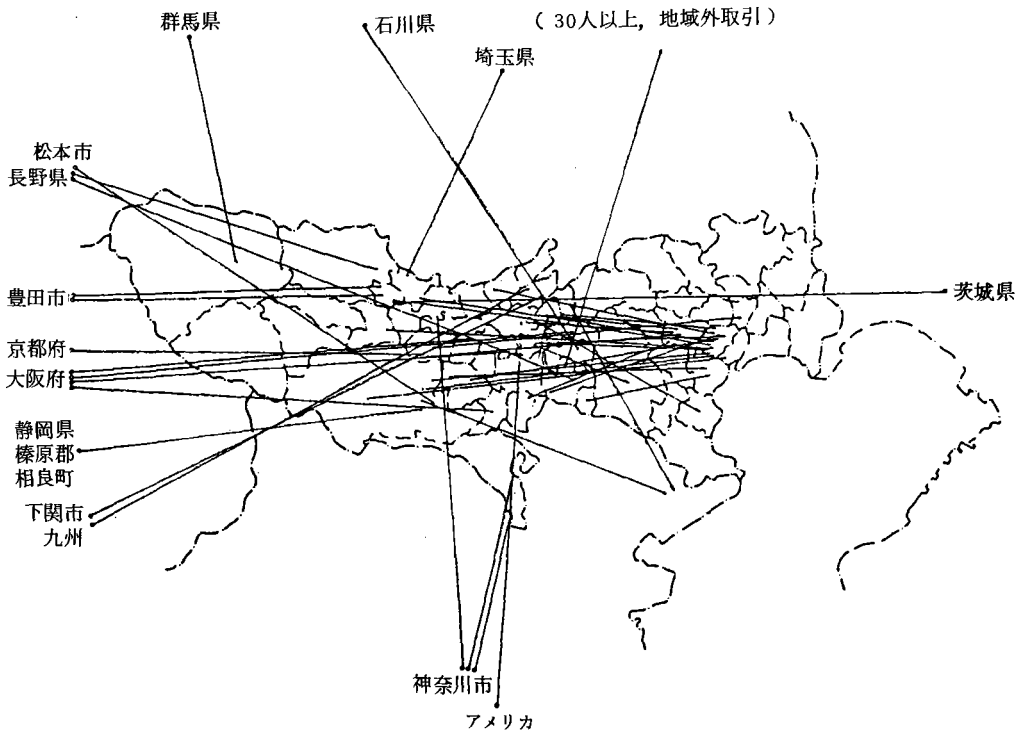 群馬県
石川県
( 30人以上, 地域外取引 )
埼玉県
松本市
長野県
豊田市
茨城県
京都府
大阪府
静岡県
榛原郡
相良町
下関市
九州
神奈川市
アメリカ